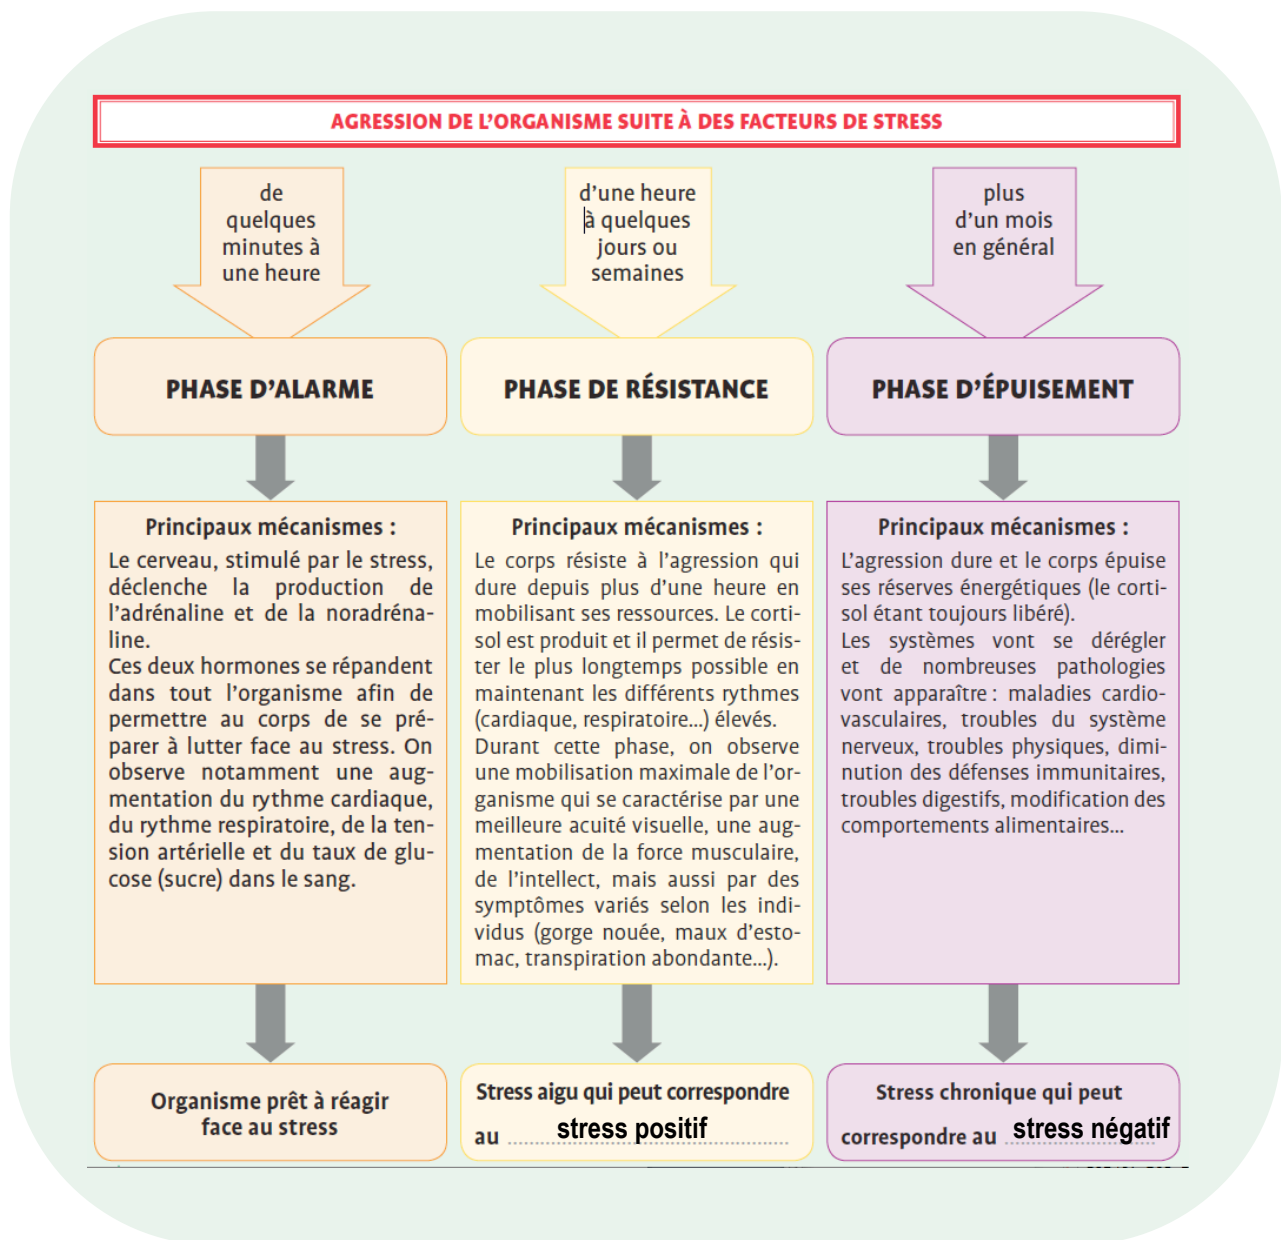 AGRESSION DE L'ORGANISME SUITE À DES FACTEURS DE STRESS
de
quelques
minutes à
une heure
d'une heure
à quelques
jours ou
semaines
plus
d'un mois
en général
PHASE D'ALARME
PHASE DE RÉSISTANCE
PHASE D'ÉPUISEMENT
Principaux mécanismes :
Le cerveau, stimulé par le stress,
déclenche la production de
l'adrénaline et de la noradréna-
line.
Ces deux hormones se répandent
dans tout l'organisme afin de
permettre au corps de se pré-
parer à lutter face au stress. On
observe notamment une aug-
mentation du rythme cardiaque,
du rythme respiratoire, de la ten-
sion artérielle et du taux de glu-
cose (sucre) dans le sang.
Principaux mécanismes :
Le corps résiste à l'agression qui
dure depuis plus d'une heure en
mobilisant ses ressources. Le corti-
sol est produit et il permet de résis-
ter le plus longtemps possible en
maintenant les différents rythmes
(cardiaque, respiratoire...) élevés.
Durant cette phase, on observe
une mobilisation maximale de l'or-
ganisme qui se caractérise par une
meilleure acuité visuelle, une aug-
mentation de la force musculaire,
de l'intellect, mais aussi par des
symptômes variés selon les indi-
vidus (gorge nouée, maux d'esto-
mac, transpiration abondante...).
Principaux mécanismes :
L'agression dure et le corps épuise
ses réserves énergétiques (le corti-
sol étant toujours libéré).
Les systèmes vont se dérégler
et de nombreuses pathologies
vont apparaître : maladies cardio-
vasculaires, troubles du système
nerveux, troubles physiques, dimi-
nution des défenses immunitaires,
troubles digestifs, modification des
comportements alimentaires...
Organisme prêt à réagir
face au stress
Stress aigu qui peut correspondre
au stress positif
Stress chronique qui peut
correspondre au stress négatif